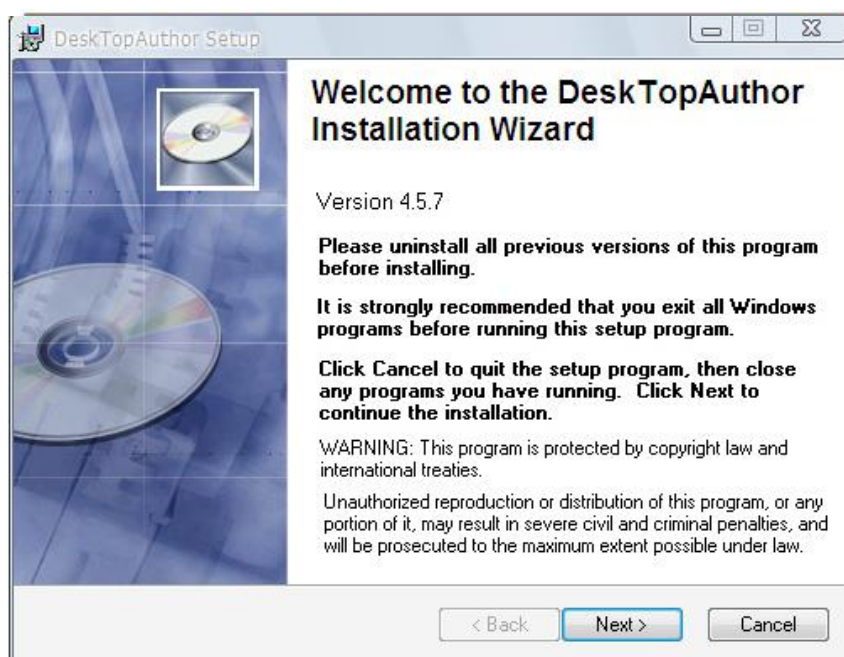 DeskTopAuthor Setup
Welcome to the DeskTopAuthor
Installation Wizard
Version 4.5.7
Please uninstall all previous versions of this program
before installing.
It is strongly recommended that you exit all Windows
programs before running this setup program.
Click Cancel to quit the setup program, then close
any programs you have running.  Click Next to
continue the installation.
WARNING: This program is protected by copyright law and
international treaties.
Unauthorized reproduction or distribution of this program, or any
portion of it, may result in severe civil and criminal penalties, and
will be prosecuted to the maximum extent possible under law.
< Back Next > Cancel